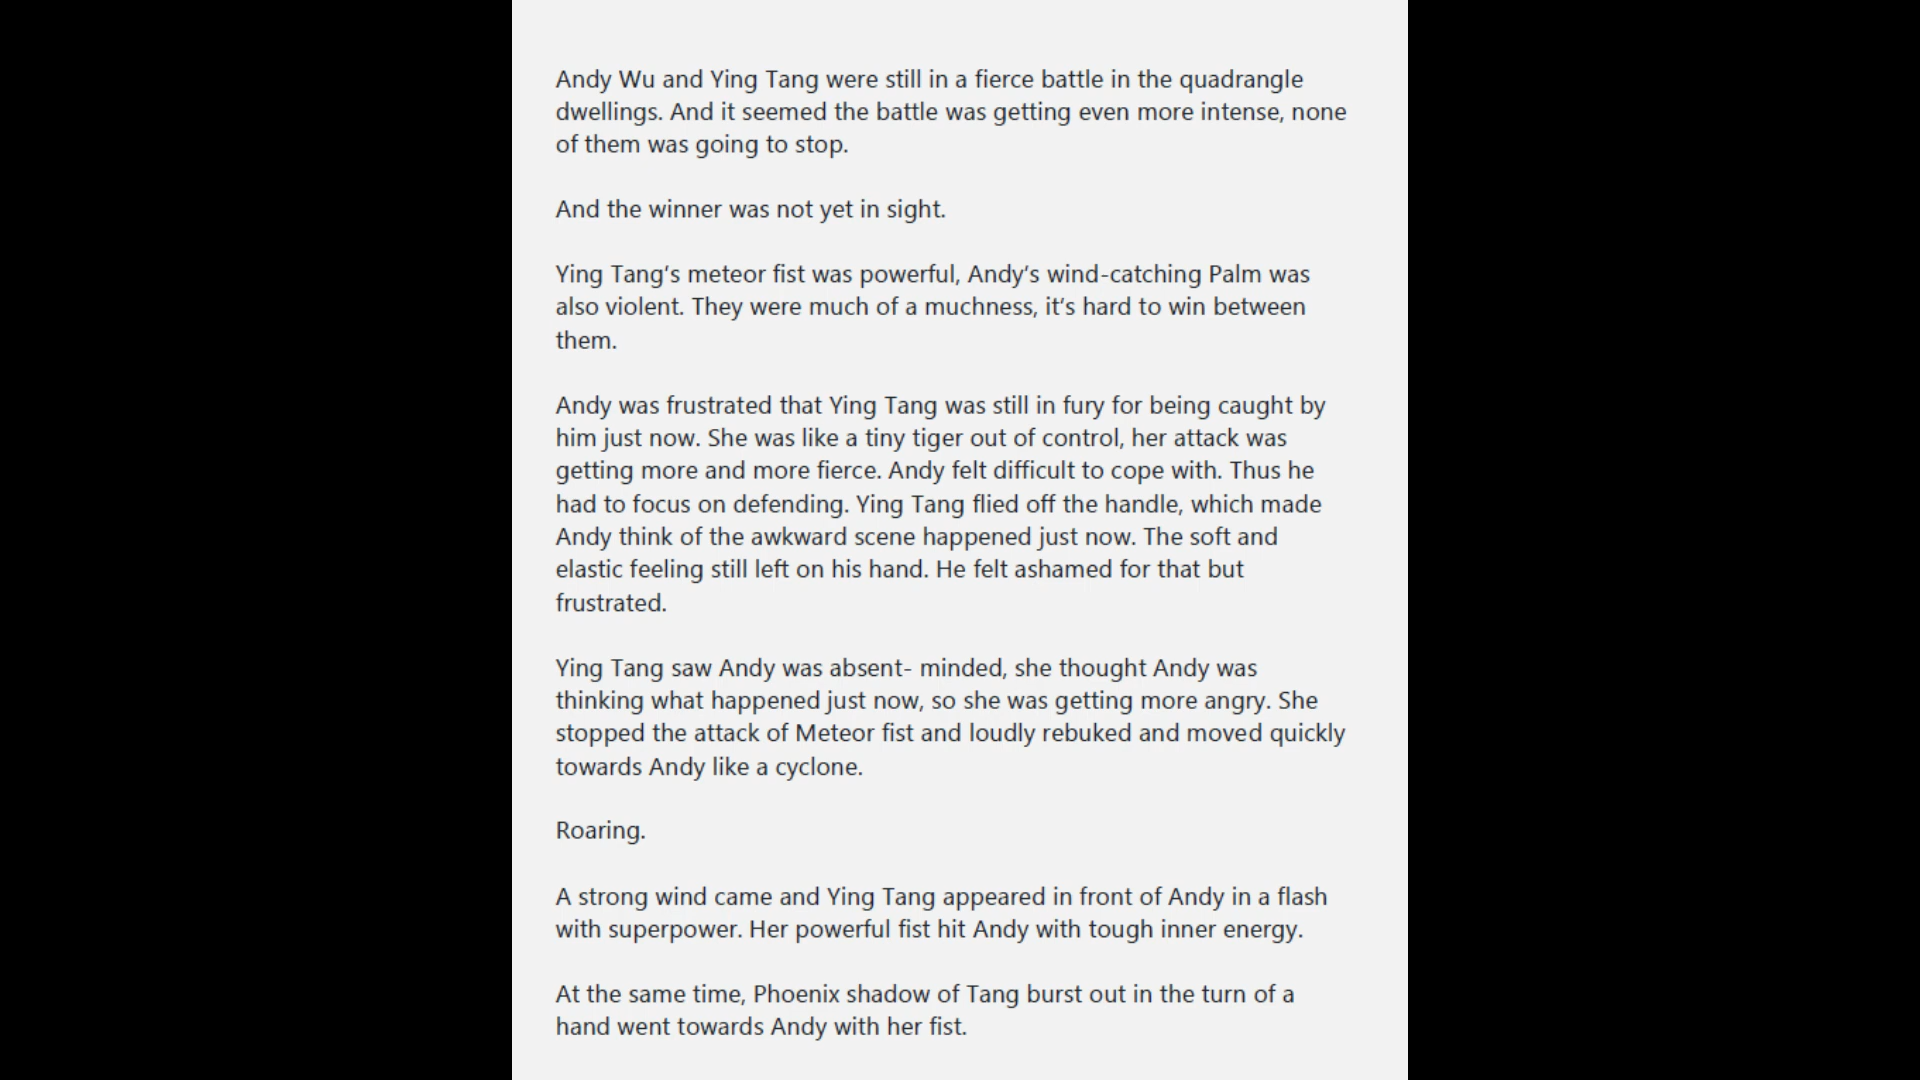 Andy Wu and Ying Tang were still in a fierce battle in the quadrangle
dwellings. And it seemed the battle was getting even more intense, none
of them was going to stop.
And the winner was not yet in sight.
Ying Tang’s meteor fist was powerful, Andy’s wind-catching Palm was
also violent. They were much of a muchness, it’s hard to win between
them.
Andy was frustrated that Ying Tang was still in fury for being caught by
him just now. She was like a tiny tiger out of control, her attack was
getting more and more fierce. Andy felt difficult to cope with. Thus he
had to focus on defending. Ying Tang flied off the handle, which made
Andy think of the awkward scene happened just now. The soft and
elastic feeling still left on his hand. He felt ashamed for that but
frustrated.
Ying Tang saw Andy was absent- minded, she thought Andy was
thinking what happened just now, so she was getting more angry. She
stopped the attack of Meteor fist and loudly rebuked and moved quickly
towards Andy like a cyclone.
Roaring.
A strong wind came and Ying Tang appeared in front of Andy in a flash
with superpower. Her powerful fist hit Andy with tough inner energy.
At the same time, Phoenix shadow of Tang burst out in the turn of a
hand went towards Andy with her fist.